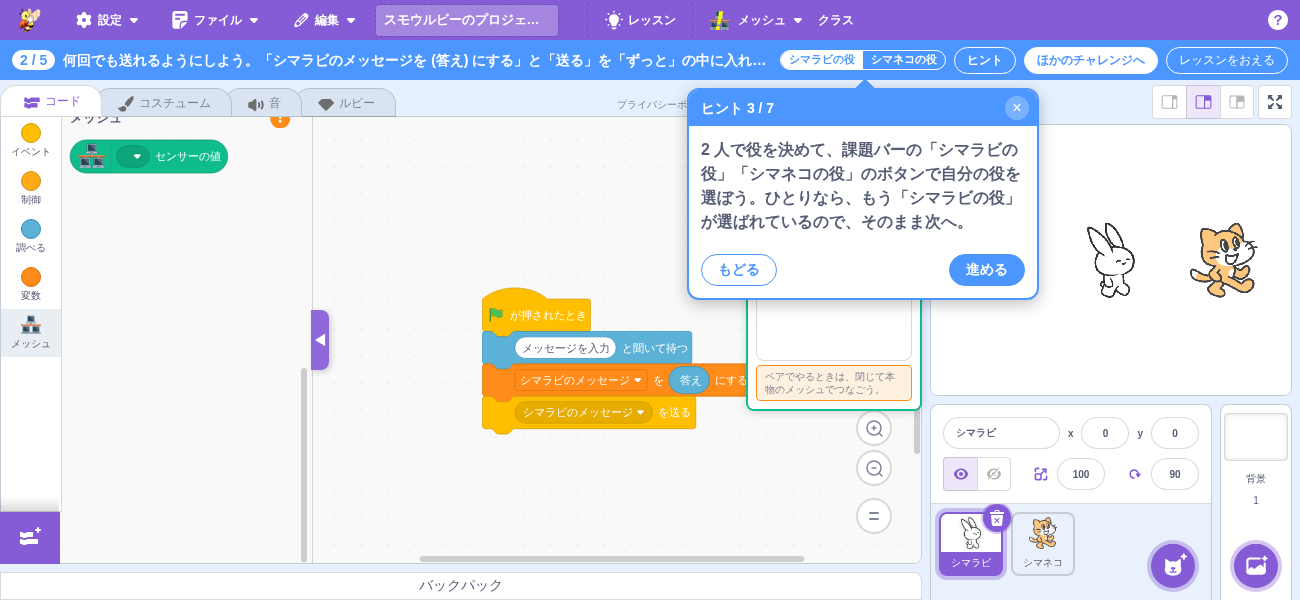 設定
ファイル
編集
スモウルビーのプロジェ…
レッスン
メッシュ
クラス
?
2 / 5
何回でも送れるようにしよう。「シマラビのメッセージを (答え) にする」と「送る」を「ずっと」の中に入れ…
シマラビの役
シマネコの役
ヒント
ほかのチャレンジへ
レッスンをおえる
コード
コスチューム
音
ルビー
プライバシーポ
ヒント 3 / 7
×
2 人で役を決めて、課題バーの「シマラビの
役」「シマネコの役」のボタンで自分の役を
選ぼう。ひとりなら、もう「シマラビの役」
が選ばれているので、そのまま次へ。
もどる
進める
イベント
制御
調べる
変数
メッシュ
メッシュ
センサーの値
が押されたとき
メッセージを入力 と聞いて待つ
シマラビのメッセージ を 答え にする
シマラビのメッセージ を送る
ペアでやるときは、閉じて本
物のメッシュでつなごう。
シマラビ
x
0
y
0
100
90
シマラビ
シマネコ
背景
1
バックパック